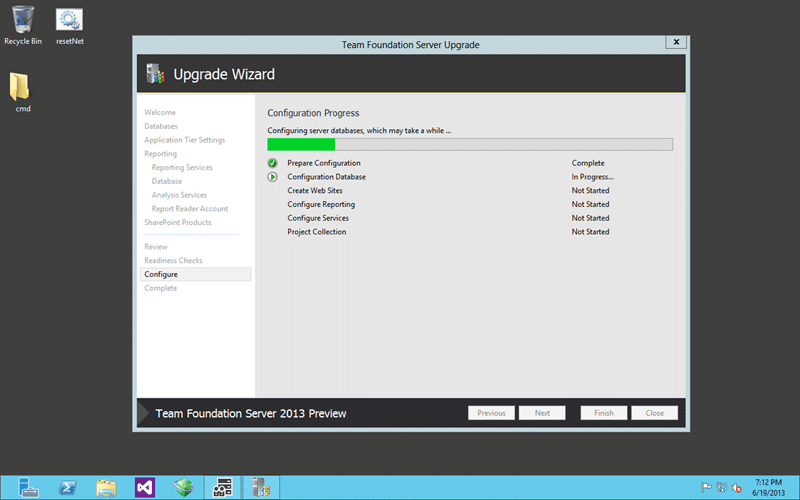 Recycle Bin
resetNet
cmd
Team Foundation Server Upgrade
x
Upgrade Wizard
Welcome
Databases
Application Tier Settings
Reporting
Reporting Services
Database
Analysis Services
Report Reader Account
SharePoint Products
Review
Readiness Checks
Configure
Complete
Configuration Progress
Configuring server databases, which may take a while ...
Prepare Configuration Complete
Configuration Database In Progress...
Create Web Sites Not Started
Configure Reporting Not Started
Configure Services Not Started
Project Collection Not Started
Team Foundation Server 2013 Preview
Previous Next Finish Close
7:12 PM
6/19/2013